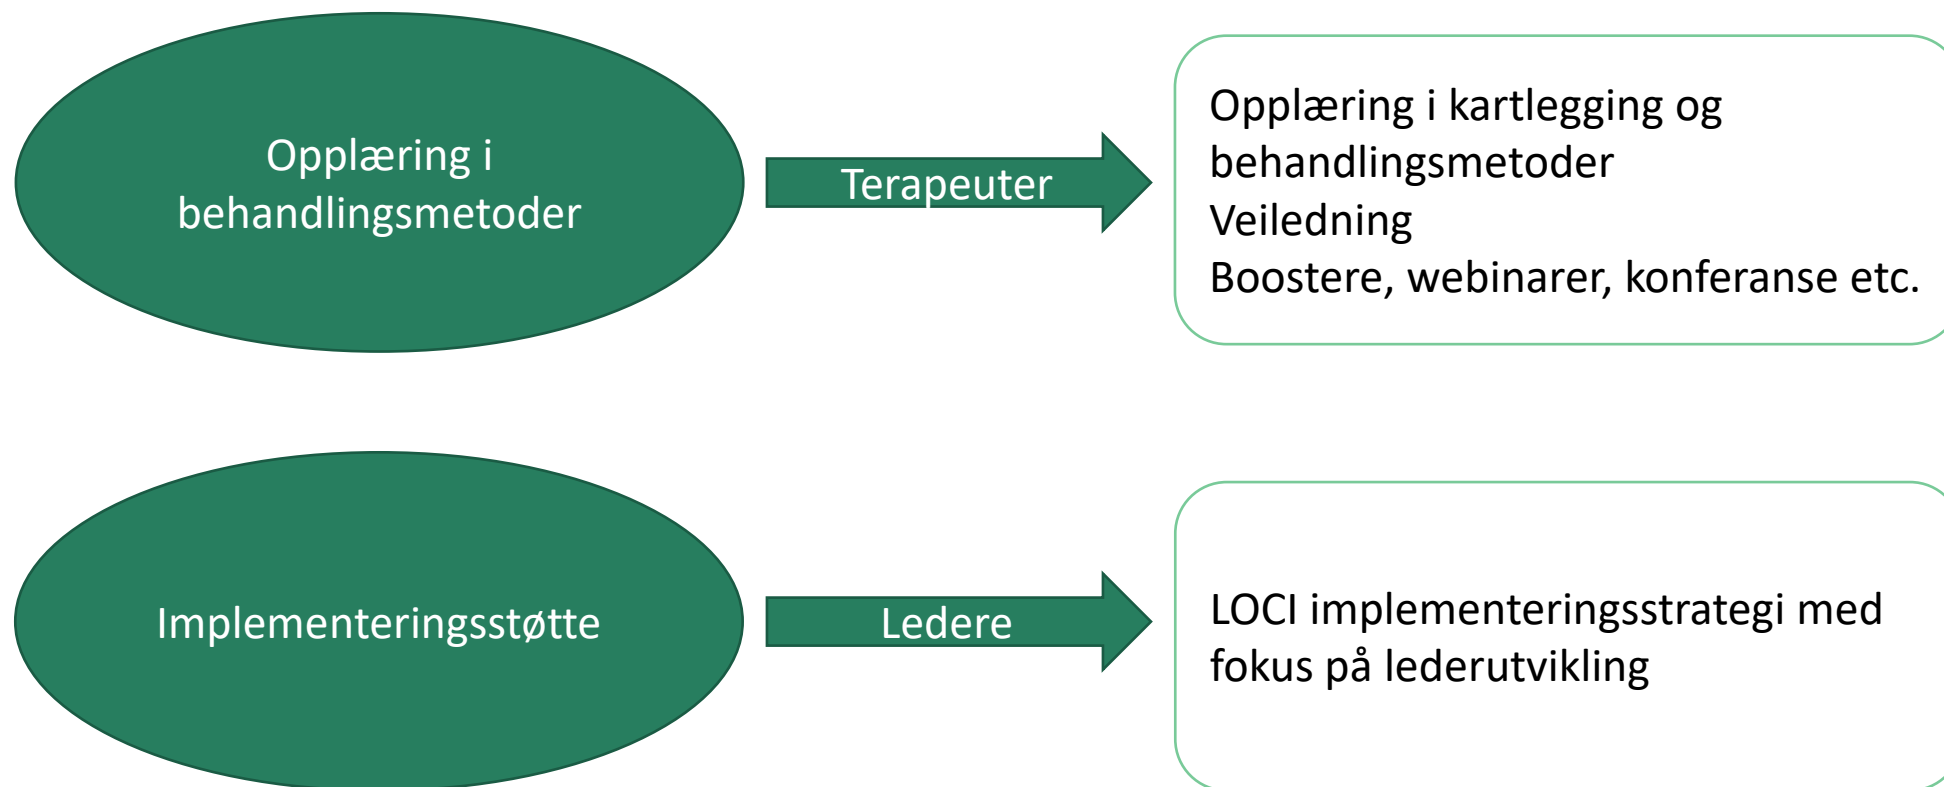 Opplæring i
behandlingsmetoder
Terapeuter
Opplæring i kartlegging og
behandlingsmetoder
Veiledning
Boostere, webinarer, konferanse etc.
Implementeringsstøtte
Ledere
LOCI implementeringsstrategi med
fokus på lederutvikling